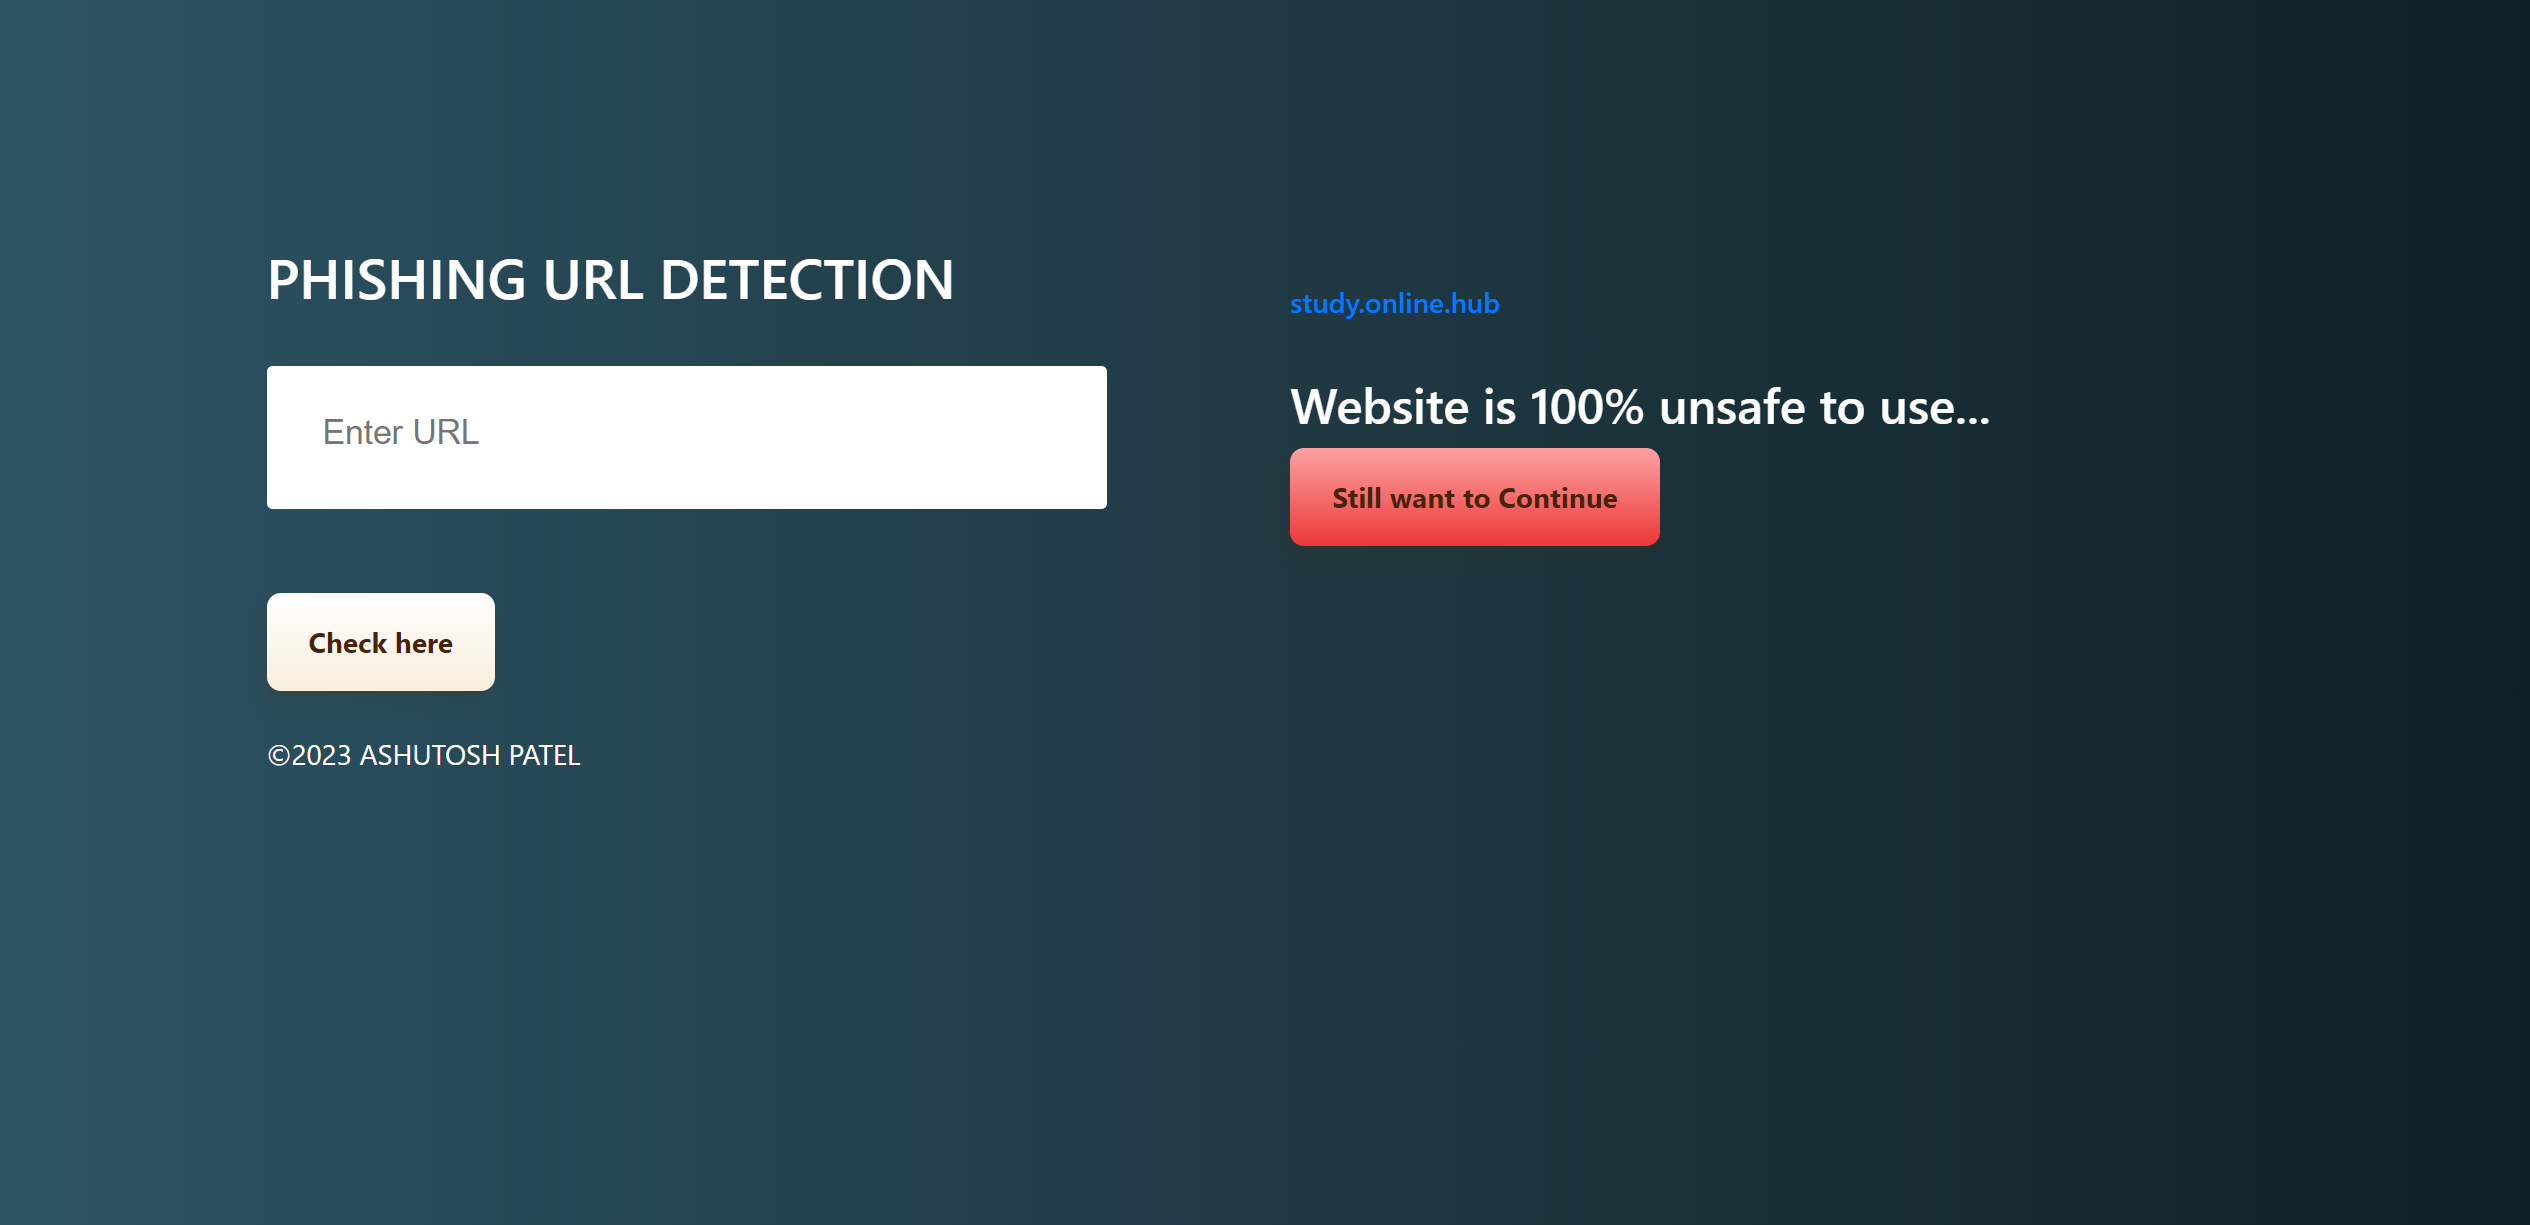 PHISHING URL DETECTION
Enter URL
Check here
©2023 ASHUTOSH PATEL
study.online.hub
Website is 100% unsafe to use...
Still want to Continue